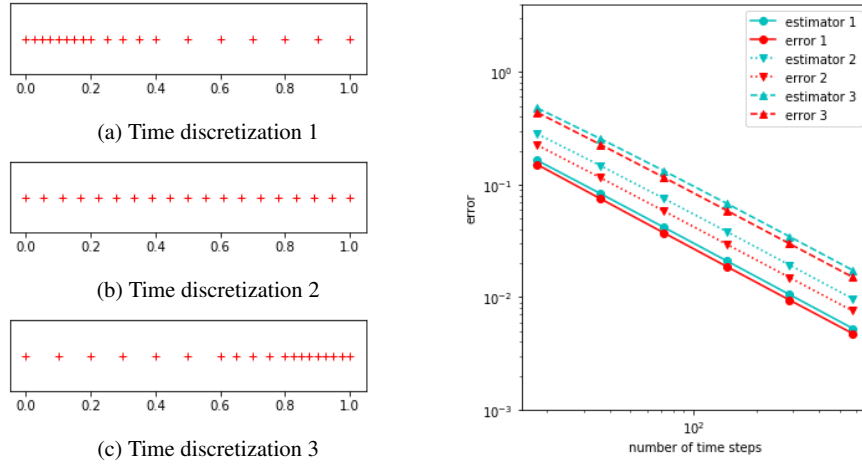 0.0 0.2 0.4 0.6 0.8 1.0
(a) Time discretization 1
0.0 0.2 0.4 0.6 0.8 1.0
(b) Time discretization 2
0.0 0.2 0.4 0.6 0.8 1.0
(c) Time discretization 3
estimator 1
error 1
estimator 2
error 2
estimator 3
error 3
10⁰
10⁻¹
10⁻²
10⁻³
error
10²
number of time steps